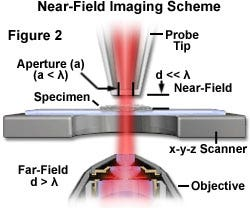 Near-Field Imaging Scheme
Figure 2
Probe
Tip
Aperture (a)
(a < λ)
d << λ
Near-Field
Specimen
x-y-z Scanner
Far-Field
d > λ
Objective